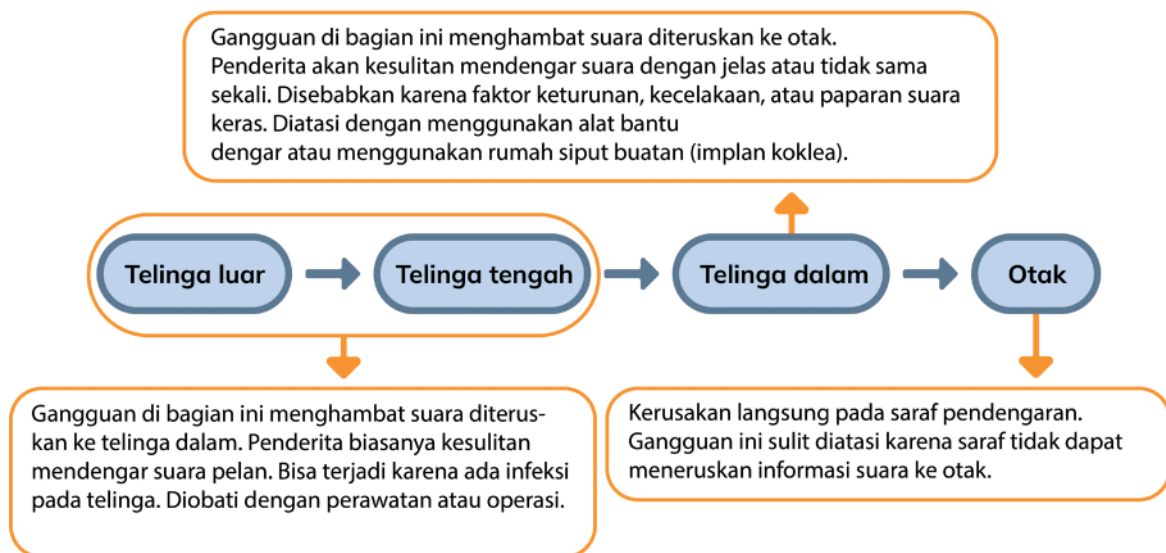 Gangguan di bagian ini menghambat suara diteruskan ke otak.
Penderita akan kesulitan mendengar suara dengan jelas atau tidak sama
sekali. Disebabkan karena faktor keturunan, kecelakaan, atau paparan suara
keras. Diatasi dengan menggunakan alat bantu
dengar atau menggunakan rumah siput buatan (implan koklea).
Telinga luar
Telinga tengah
Telinga dalam
Otak
Gangguan di bagian ini menghambat suara diterus-
kan ke telinga dalam. Penderita biasanya kesulitan
mendengar suara pelan. Bisa terjadi karena ada infeksi
pada telinga. Diobati dengan perawatan atau operasi.
Kerusakan langsung pada saraf pendengaran.
Gangguan ini sulit diatasi karena saraf tidak dapat
meneruskan informasi suara ke otak.